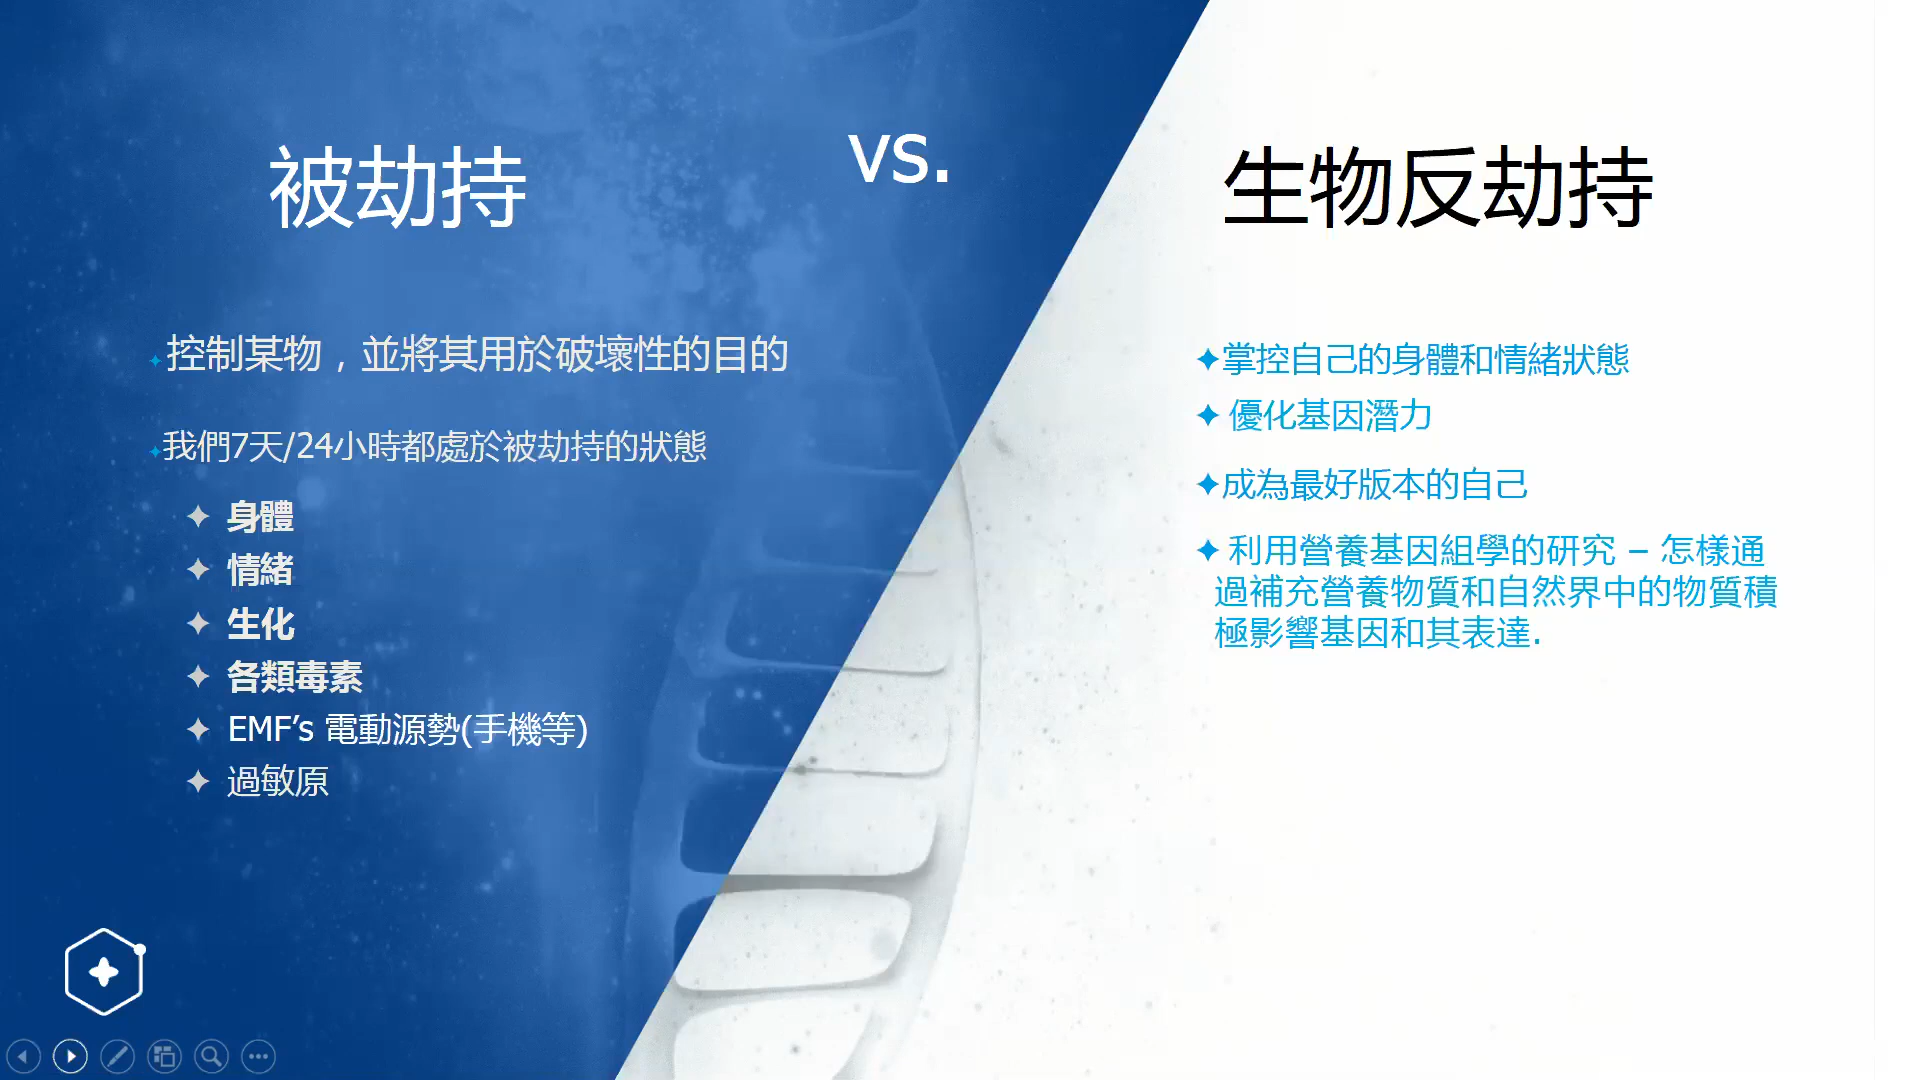 被劫持
vs.
生物反劫持
控制某物，並將其用於破壞性的目的
我們7天/24小時都處於被劫持的狀態
身體
情緒
生化
各類毒素
EMF’s 電動源勢(手機等)
過敏原
掌控自己的身體和情緒狀態
優化基因潛力
成為最好版本的自己
利用營養基因組學的研究 – 怎樣通
過補充營養物質和自然界中的物質積
極影響基因和其表達.